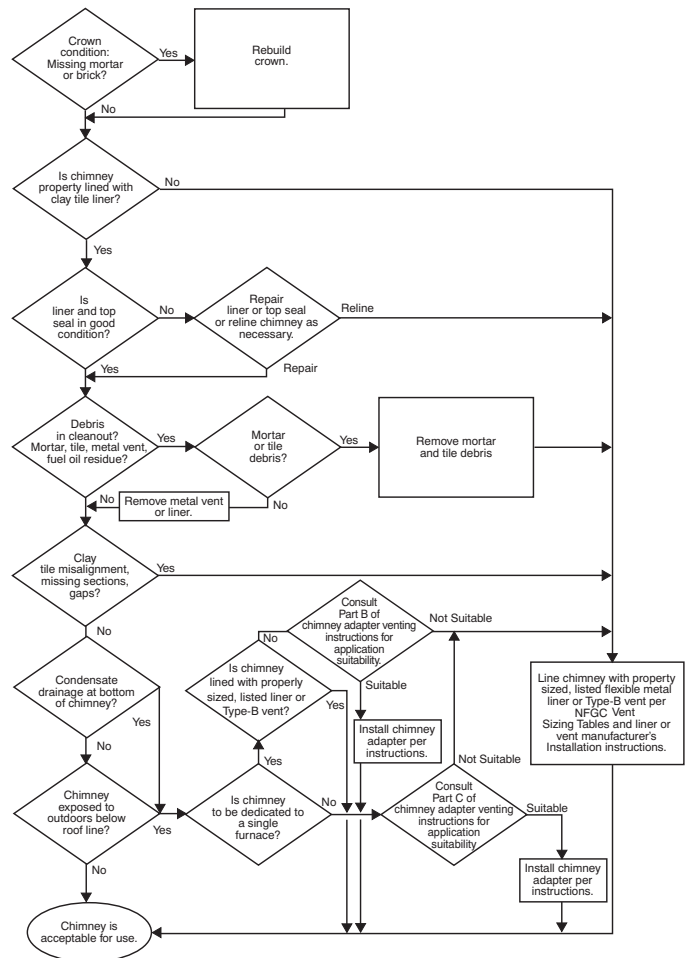 Crown
condition:
Missing mortar
or brick?
Yes
Rebuild
crown.
No
Is chimney
property lined with
clay tile liner?
No
Yes
Is
liner and top
seal in good
condition?
No
Repair
liner or top seal
or reline chimney as
necessary.
Reline
Yes
Repair
Debris
in cleanout?
Mortar, tile, metal vent,
fuel oil residue?
Yes
Mortar
or tile
debris?
Yes
Remove mortar
and tile debris
No
Remove metal vent
or liner.
No
Clay
tile misalignment,
missing sections,
gaps?
Yes
No
Condensate
drainage at bottom
of chimney?
Yes
No
Is chimney
lined with properly
sized, listed liner or
Type-B vent?
No
Yes
Yes
Consult
Part B of
chimney adapter venting
instructions for
application
suitability.
Not Suitable
Suitable
Install chimney
adapter per
instructions.
Line chimney with property
sized, listed flexible metal
liner or Type-B vent per
NFGC Vent
Sizing Tables and liner or
vent manufacturer's
Installation instructions.
Chimney
exposed to
outdoors below
roof line?
Yes
Is chimney
to be dedicated to
a single
furnace?
No
Not Suitable
Consult
Part C of
chimney adapter venting
instructions for
application
suitability
Suitable
Install chimney
adapter per
instructions.
No
Chimney is
acceptable for use.